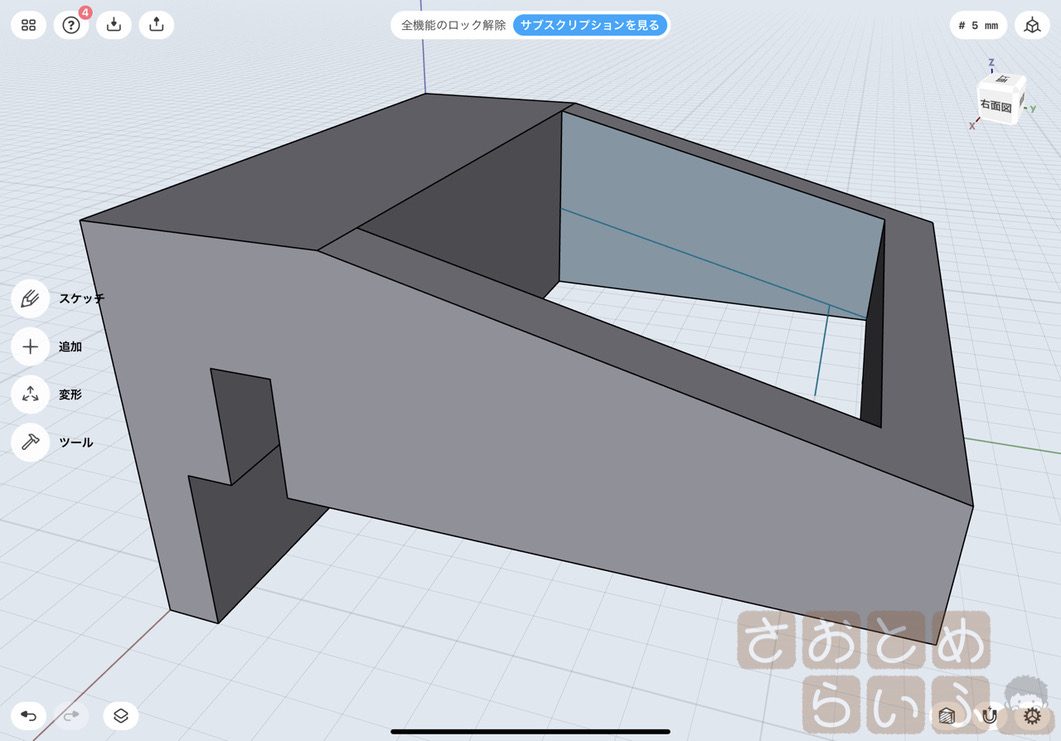 4
全機能のロック解除 サブスクリプションを見る
# 5 mm
Z
右面図
Y
X
スケッチ
追加
変形
ツール
さおとめ
らいふ